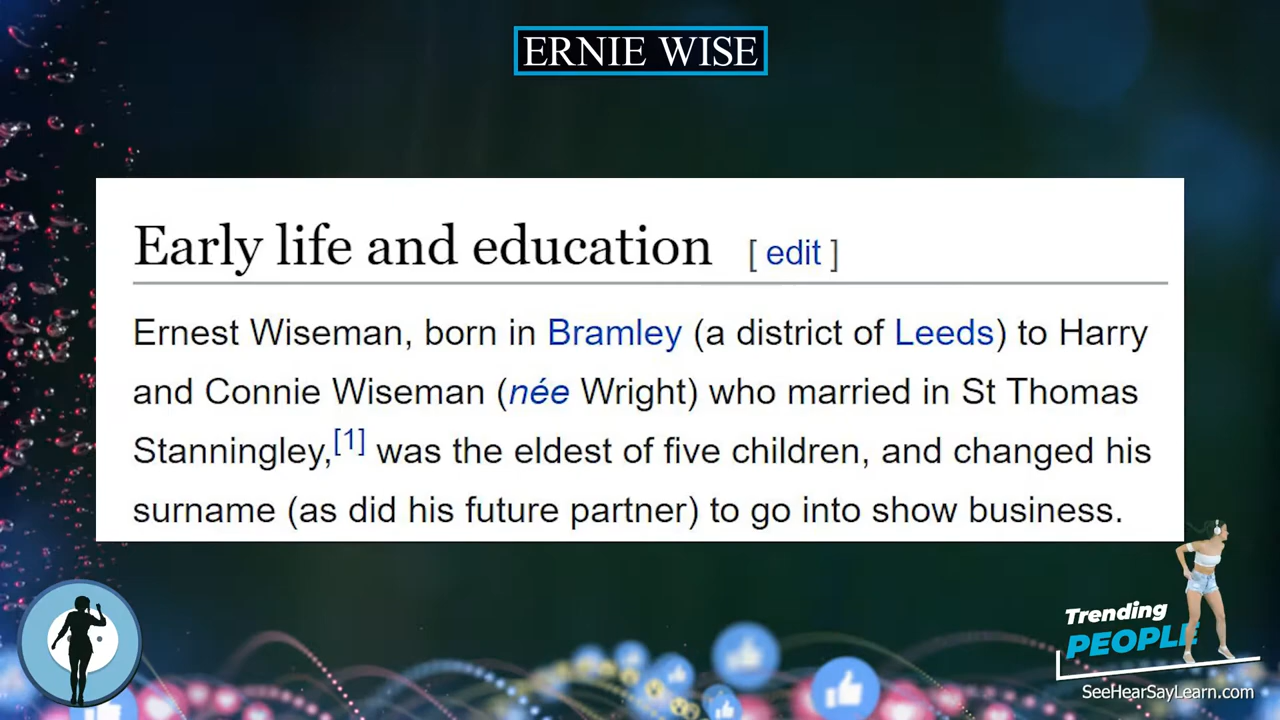 ERNIE WISE
Early life and education [ edit ]
Ernest Wiseman, born in Bramley (a district of Leeds) to Harry
and Connie Wiseman (née Wright) who married in St Thomas
Stanningley,[1] was the eldest of five children, and changed his
surname (as did his future partner) to go into show business.
Trending
PEOPLE
SeeHearSayLearn.com